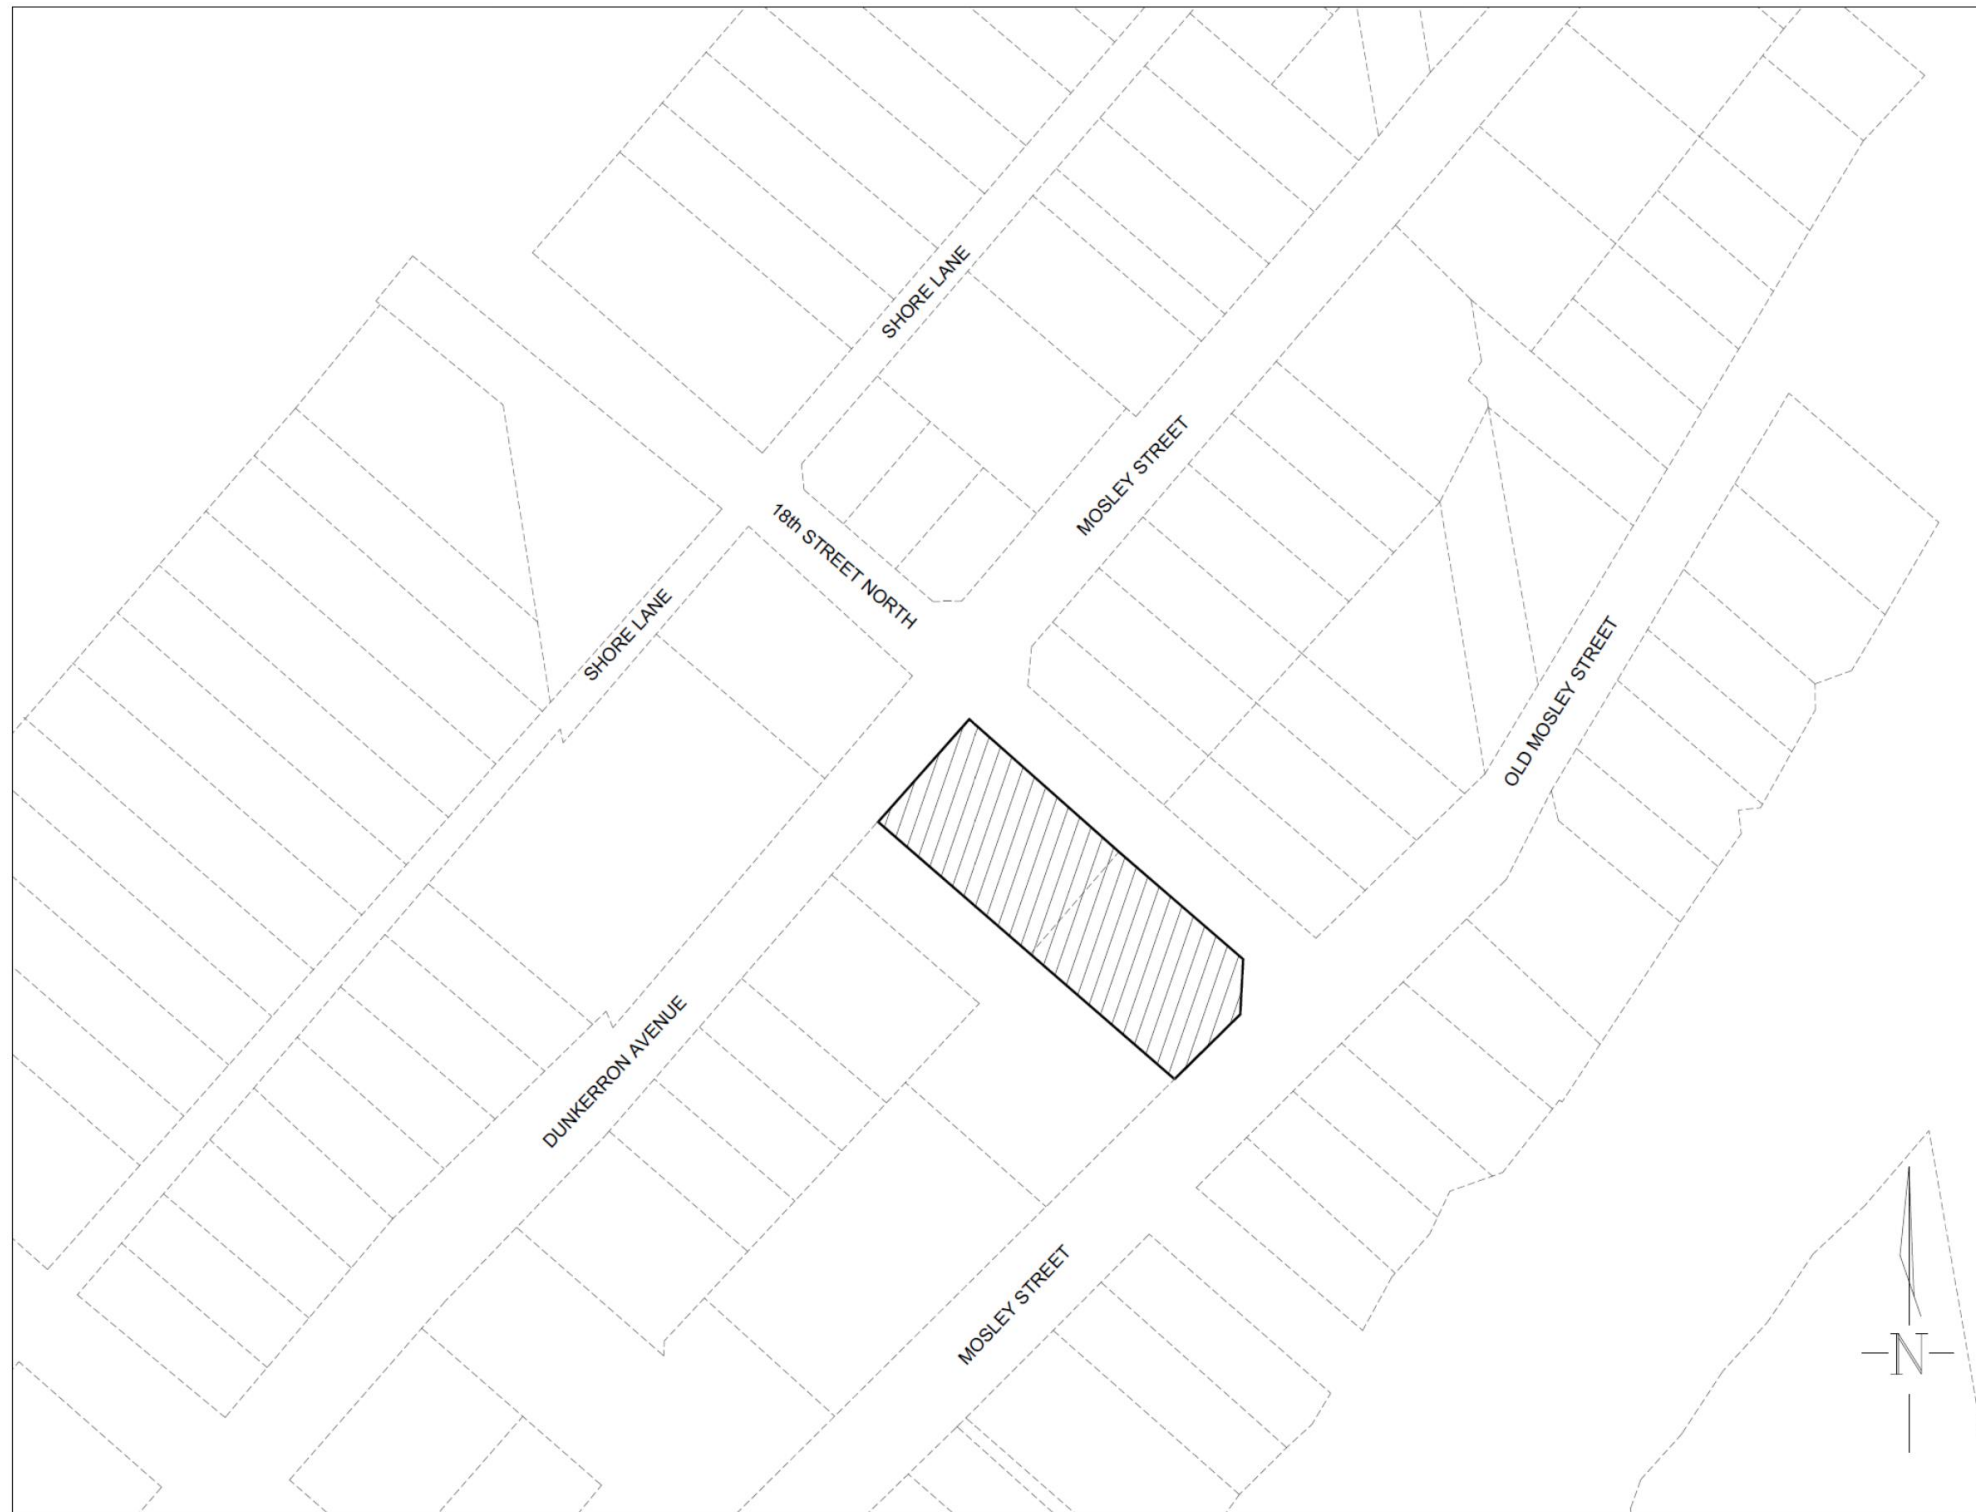 SHORE LANE
MOSLEY STREET
18th STREET NORTH
SHORE LANE
OLD MOSLEY STREET
DUNKERRON AVENUE
MOSLEY STREET
N